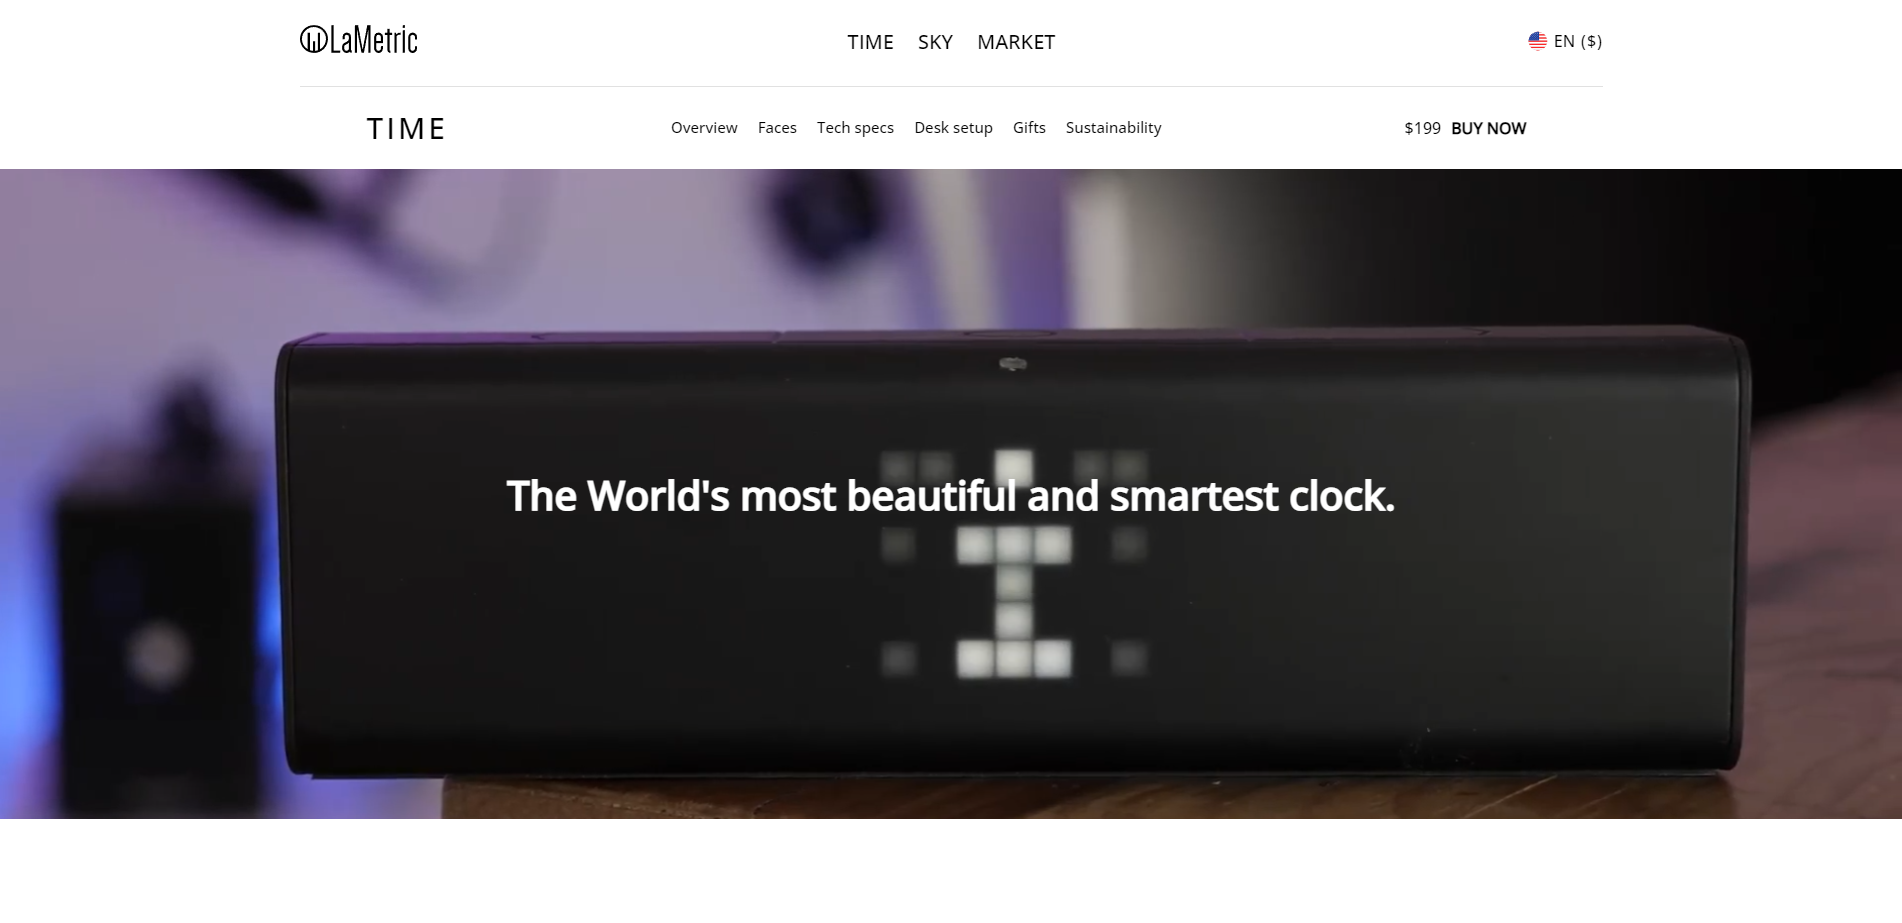 LaMetric
TIME SKY MARKET
EN ($)
TIME
Overview Faces Tech specs Desk setup Gifts Sustainability
$199 BUY NOW
The World's most beautiful and smartest clock.